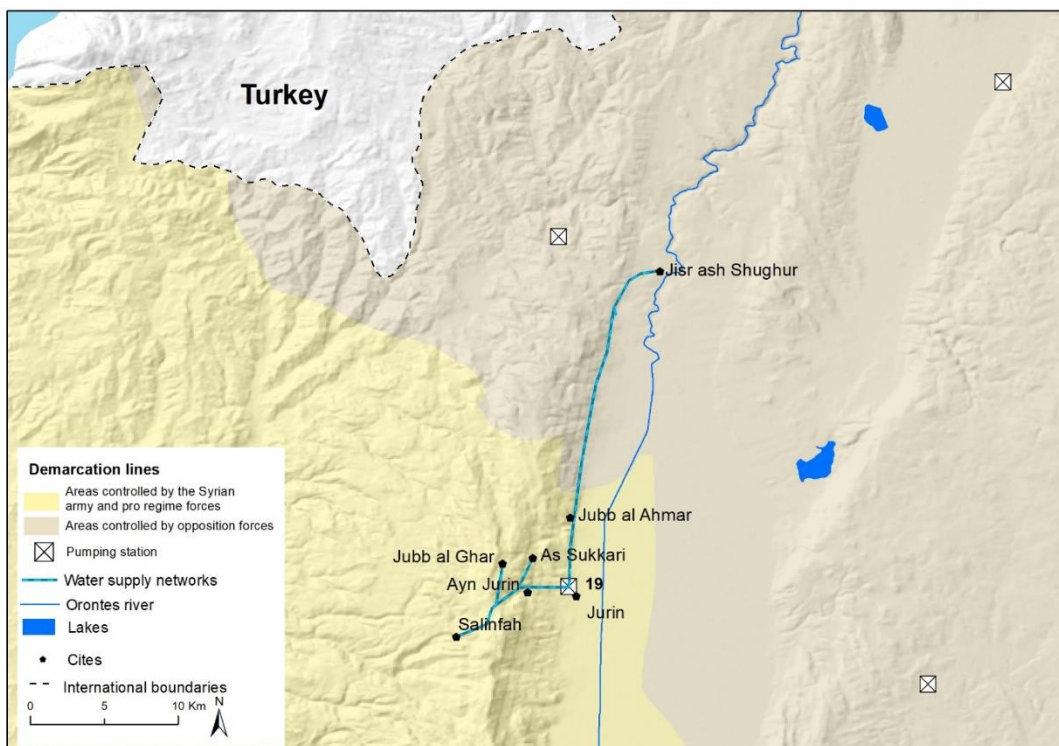 Turkey
Jisr ash Shughur
Jubb al Ahmar
Jubb al Ghar
As Sukkari
Ayn Jurin
19
Jurin
Salinfah
Demarcation lines
Areas controlled by the Syrian
army and pro regime forces
Areas controlled by opposition forces
Pumping station
Water supply networks
Orontes river
Lakes
Cites
International boundaries
0 5 10 Km
N